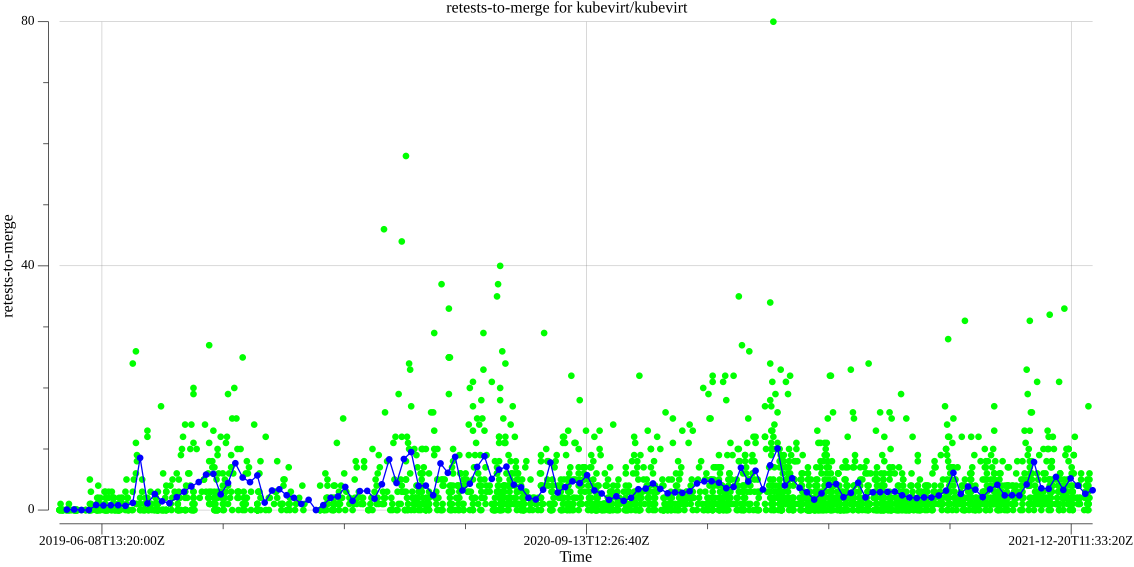 retests-to-merge for kubevirt/kubevirt
80
40
0
retests-to-merge
2019-06-08T13:20:00Z
2020-09-13T12:26:40Z
2021-12-20T11:33:20Z
Time